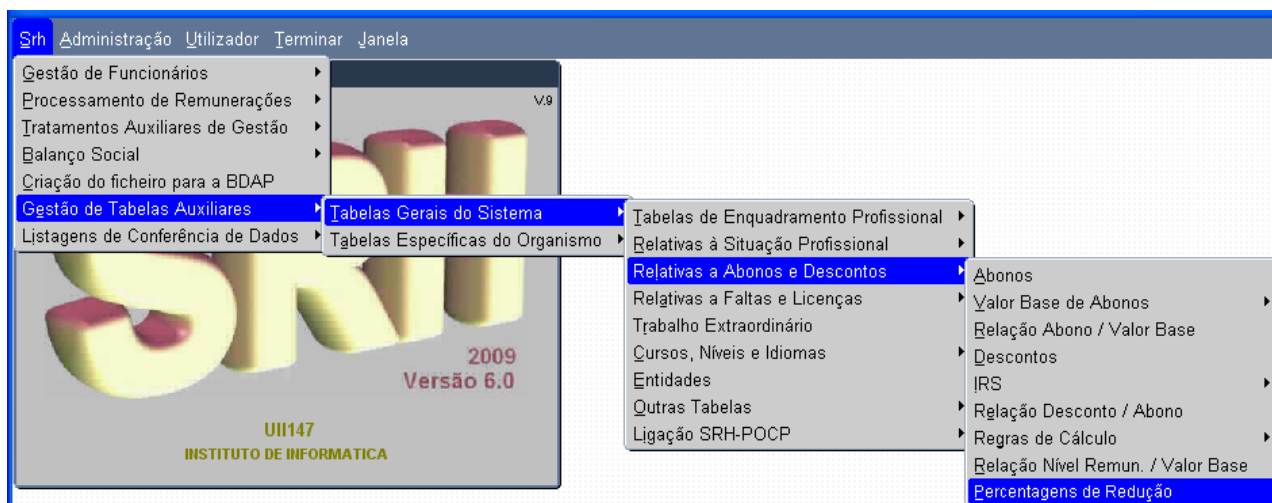 Srh Administração Utilizador Terminar Janela
Gestão de Funcionários
Processamento de Remunerações
Tratamentos Auxiliares de Gestão
Balanço Social
Criação do ficheiro para a BDAP
Gestão de Tabelas Auxiliares
Listagens de Conferência de Dados
V.9
Tabelas Gerais do Sistema
Tabelas Específicas do Organismo
Tabelas de Enquadramento Profissional
Relativas à Situação Profissional
Relativas a Abonos e Descontos
Relativas a Faltas e Licenças
Trabalho Extraordinário
Cursos, Níveis e Idiomas
Entidades
Outras Tabelas
Ligação SRH-POCP
Abonos
Valor Base de Abonos
Relação Abono / Valor Base
Descontos
IRS
Relação Desconto / Abono
Regras de Cálculo
Relação Nível Remun. / Valor Base
Percentagens de Redução
SRH
2009
Versão 6.0
UII147
INSTITUTO DE INFORMATICA